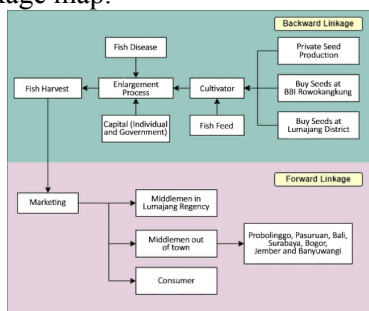 kage map.
Backward Linkage
Fish Disease
Private Seed
Production
Fish Harvest
Enlargement
Process
Cultivator
Buy Seeds at
BBI Rowokangkung
Capital (Individual
and Government)
Fish Feed
Buy Seeds at
Lumajang District
Forward Linkage
Marketing
Middlemen in
Lumajang Regency
Middlemen out
of town
Probolinggo, Pasuruan, Bali,
Surabaya, Bogor,
Jember and Banyuwangi
Consumer